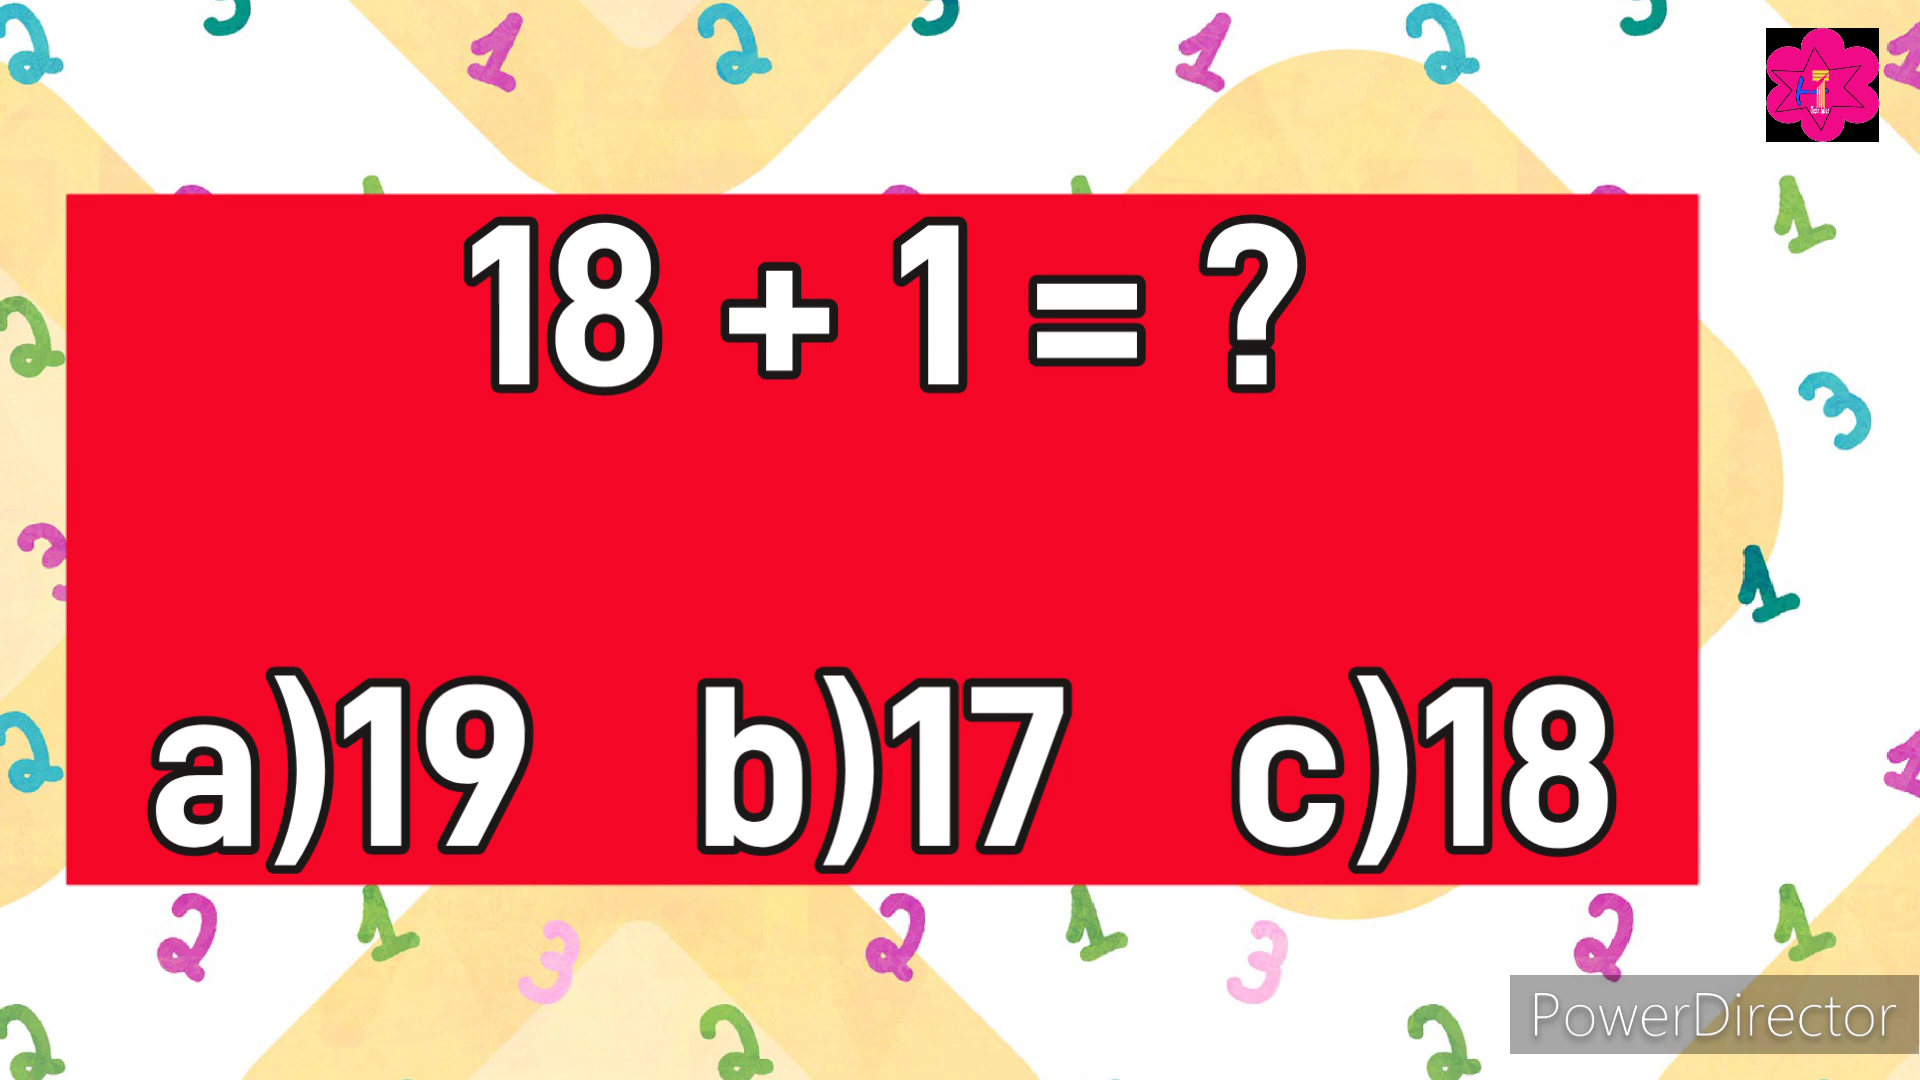 18 + 1 = ?
a)19 b)17 c)18
PowerDirector